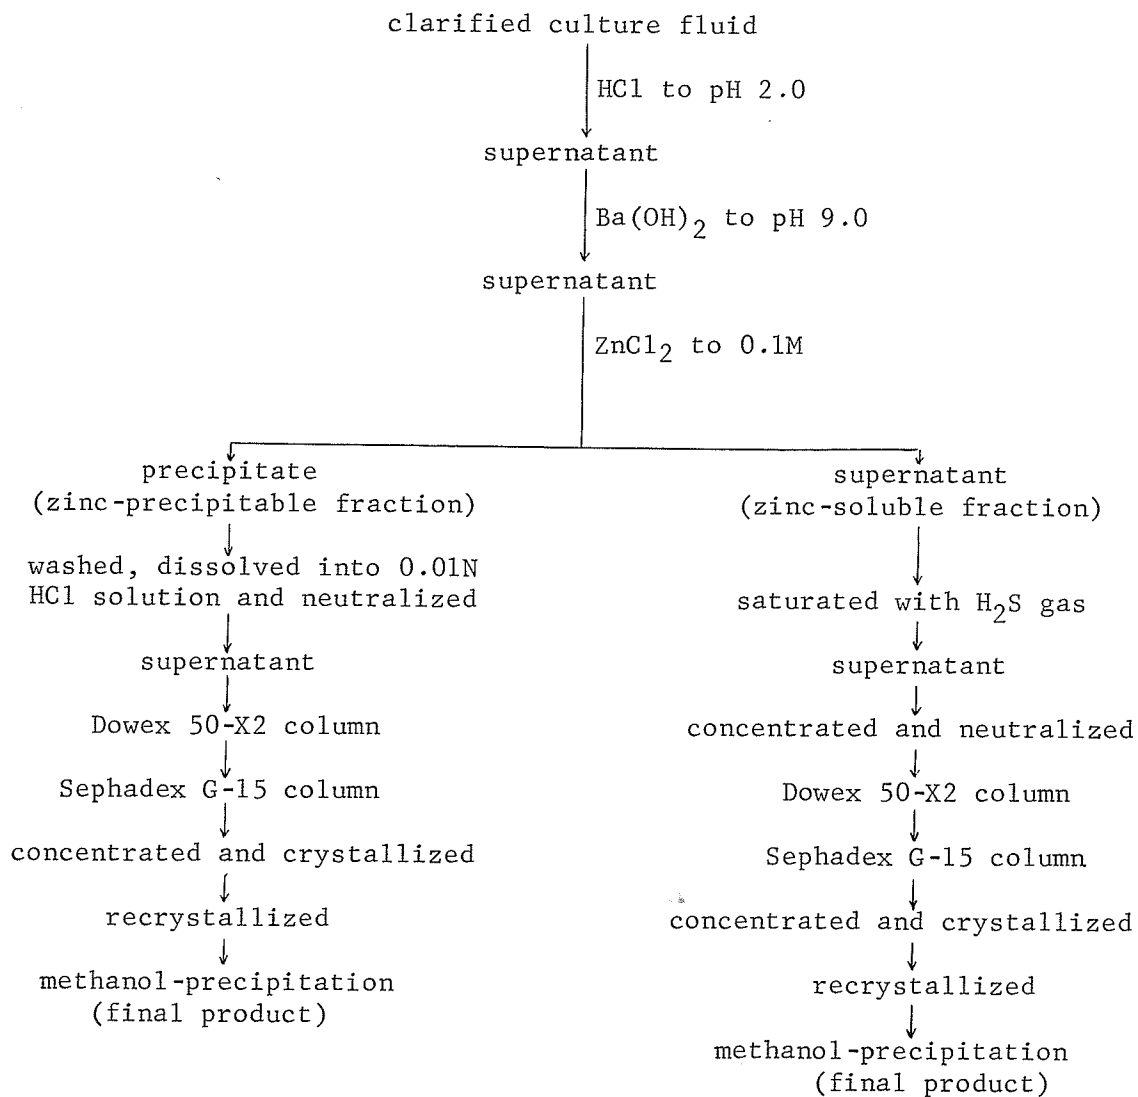 clarified culture fluid
HCl to pH 2.0
supernatant
Ba(OH)2 to pH 9.0
supernatant
ZnCl2 to 0.1M
precipitate
(zinc-precipitable fraction)
washed, dissolved into 0.01N
HCl solution and neutralized
supernatant
Dowex 50-X2 column
Sephadex G-15 column
concentrated and crystallized
recrystallized
methanol-precipitation
(final product)
supernatant
(zinc-soluble fraction)
saturated with H2S gas
supernatant
concentrated and neutralized
Dowex 50-X2 column
Sephadex G-15 column
concentrated and crystallized
recrystallized
methanol-precipitation
(final product)